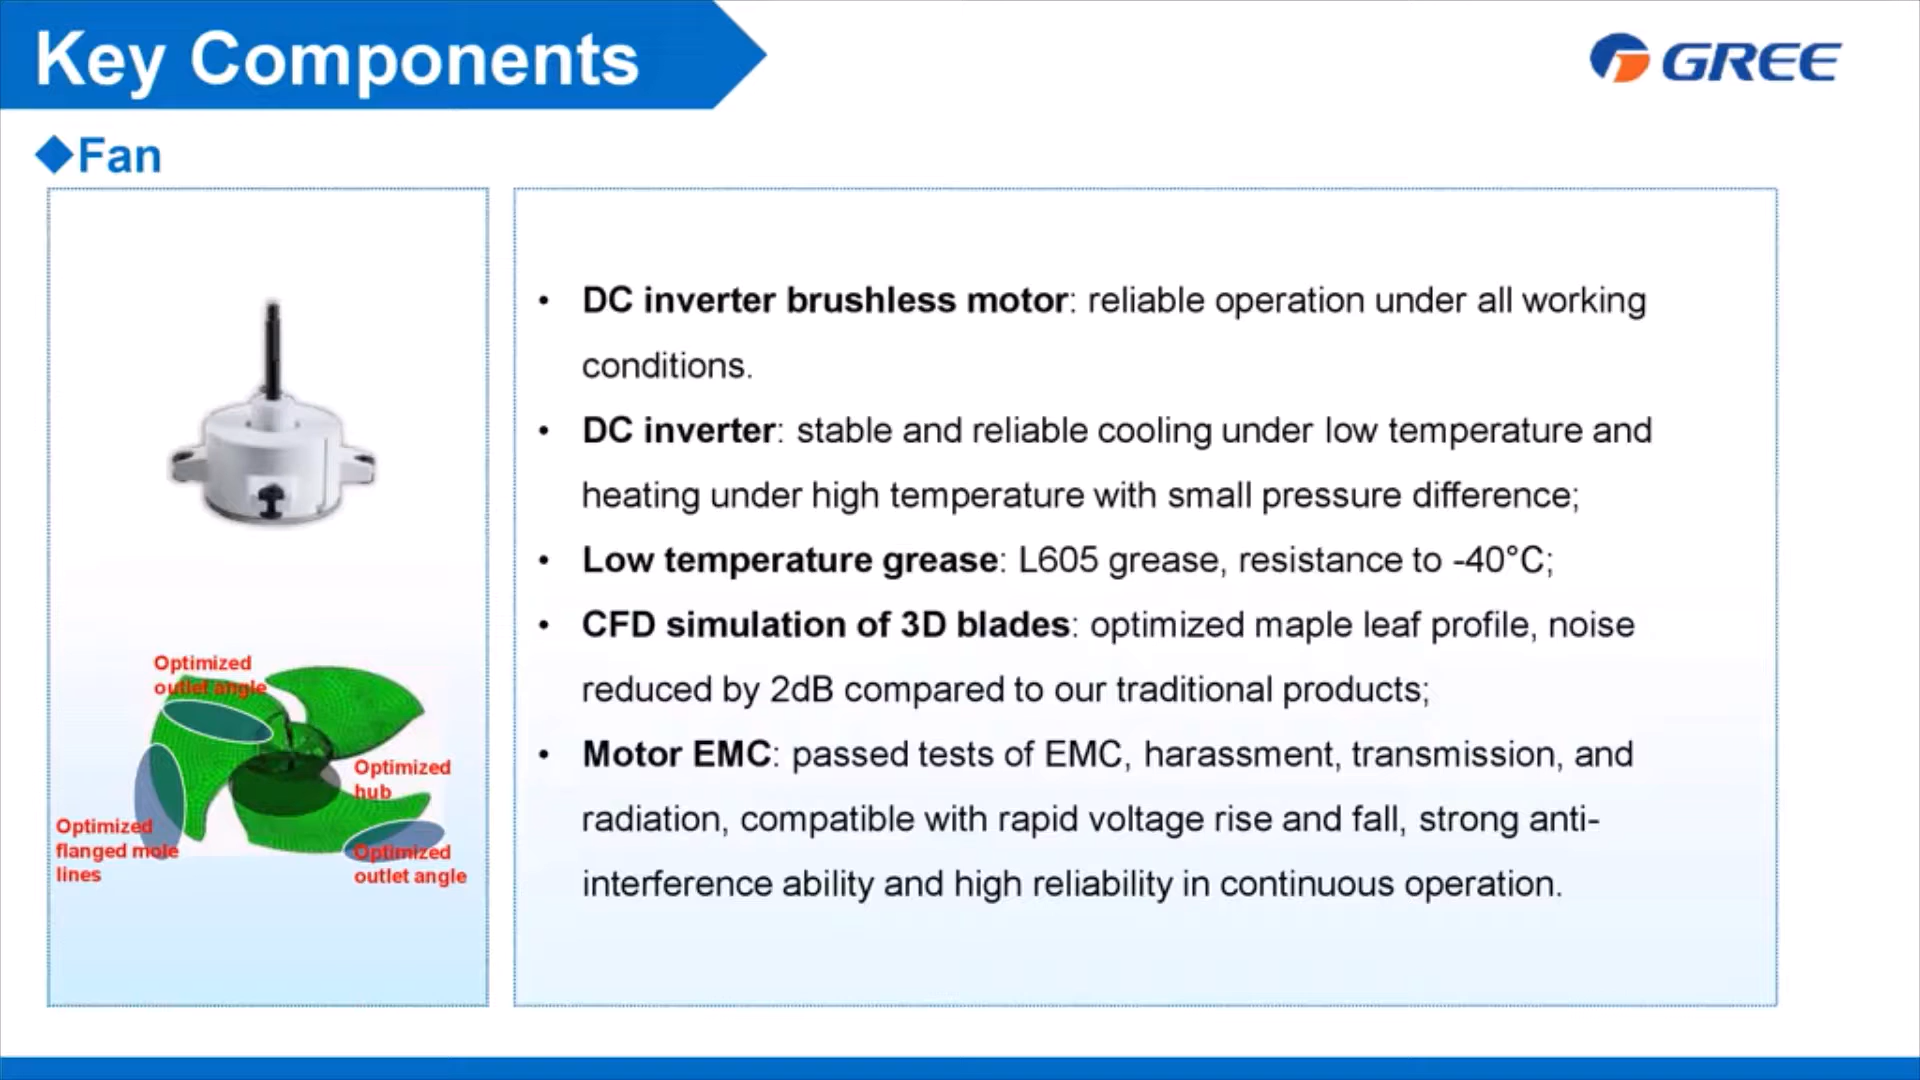 Key Components
GREE
◆Fan
• DC inverter brushless motor: reliable operation under all working
conditions.
• DC inverter: stable and reliable cooling under low temperature and
heating under high temperature with small pressure difference;
• Low temperature grease: L605 grease, resistance to -40°C;
• CFD simulation of 3D blades: optimized maple leaf profile, noise
reduced by 2dB compared to our traditional products;
• Motor EMC: passed tests of EMC, harassment, transmission, and
radiation, compatible with rapid voltage rise and fall, strong anti-
interference ability and high reliability in continuous operation.
Optimized
outlet angle
Optimized
hub
Optimized
flanged mole
lines
Optimized
outlet angle